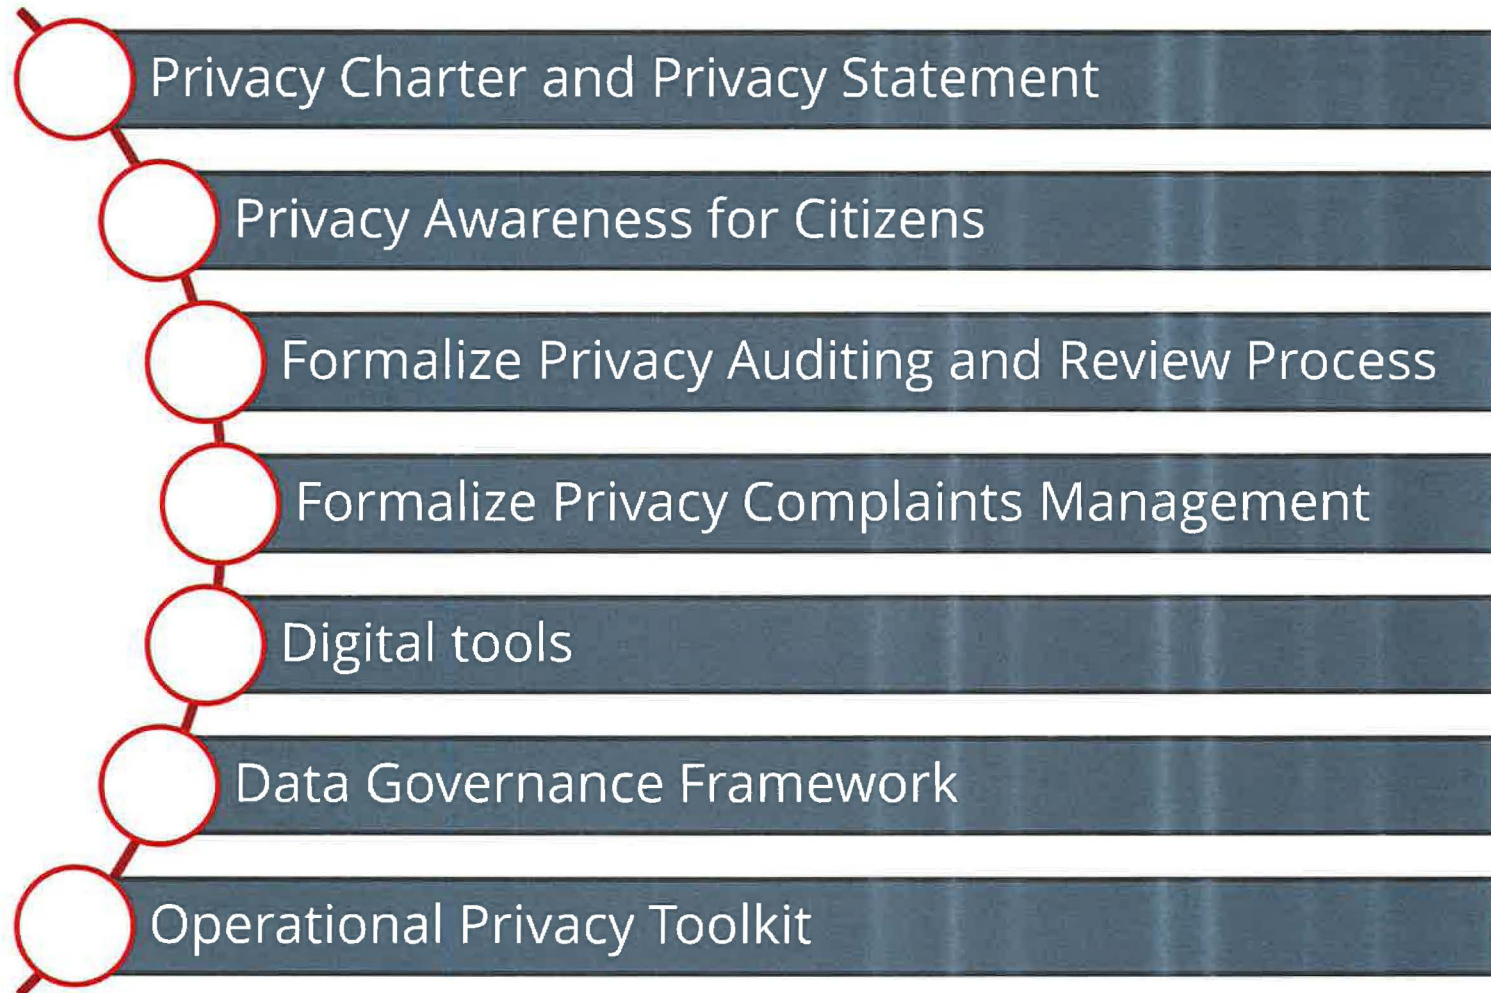 Privacy Charter and Privacy Statement
Privacy Awareness for Citizens
Formalize Privacy Auditing and Review Process
Formalize Privacy Complaints Management
Digital tools
Data Governance Framework
Operational Privacy Toolkit